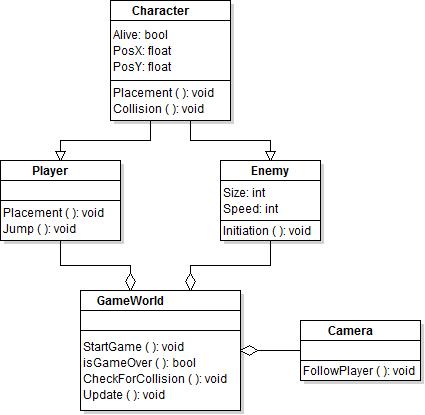 Character
Alive: bool
PosX: float
PosY: float
Placement ( ): void
Collision ( ): void
Player
Placement ( ): void
Jump ( ): void
Enemy
Size: int
Speed: int
Initiation ( ): void
GameWorld
StartGame ( ): void
isGameOver ( ): bool
CheckForCollision ( ): void
Update ( ): void
Camera
FollowPlayer ( ): void